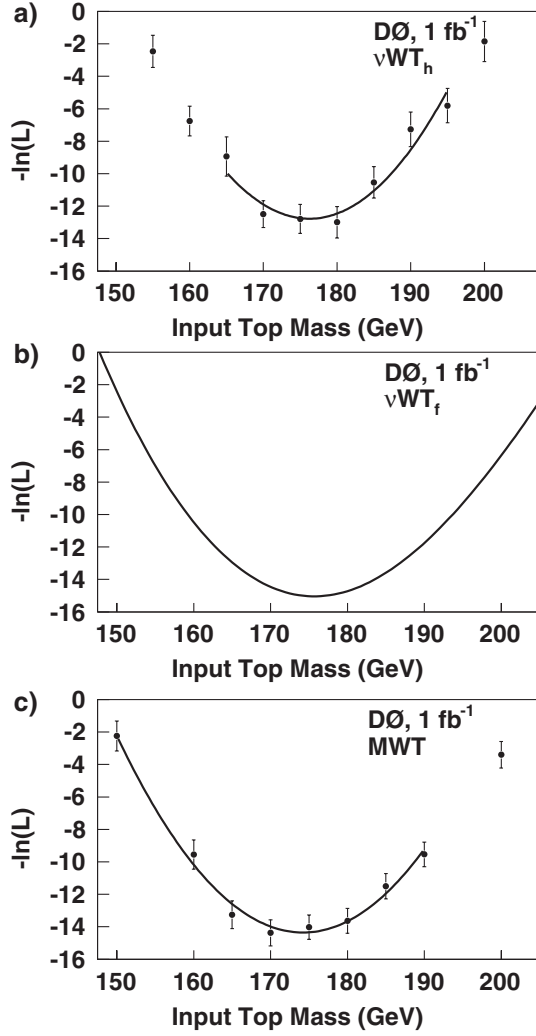 a)
DØ, 1 fb⁻¹
νWTₕ
0
-2
-4
-6
-8
-10
-12
-14
-16
-ln(L)
150 160 170 180 190 200
Input Top Mass (GeV)
b)
DØ, 1 fb⁻¹
νWT_f
0
-2
-4
-6
-8
-10
-12
-14
-16
-ln(L)
150 160 170 180 190 200
Input Top Mass (GeV)
c)
DØ, 1 fb⁻¹
MWT
0
-2
-4
-6
-8
-10
-12
-14
-16
-ln(L)
150 160 170 180 190 200
Input Top Mass (GeV)